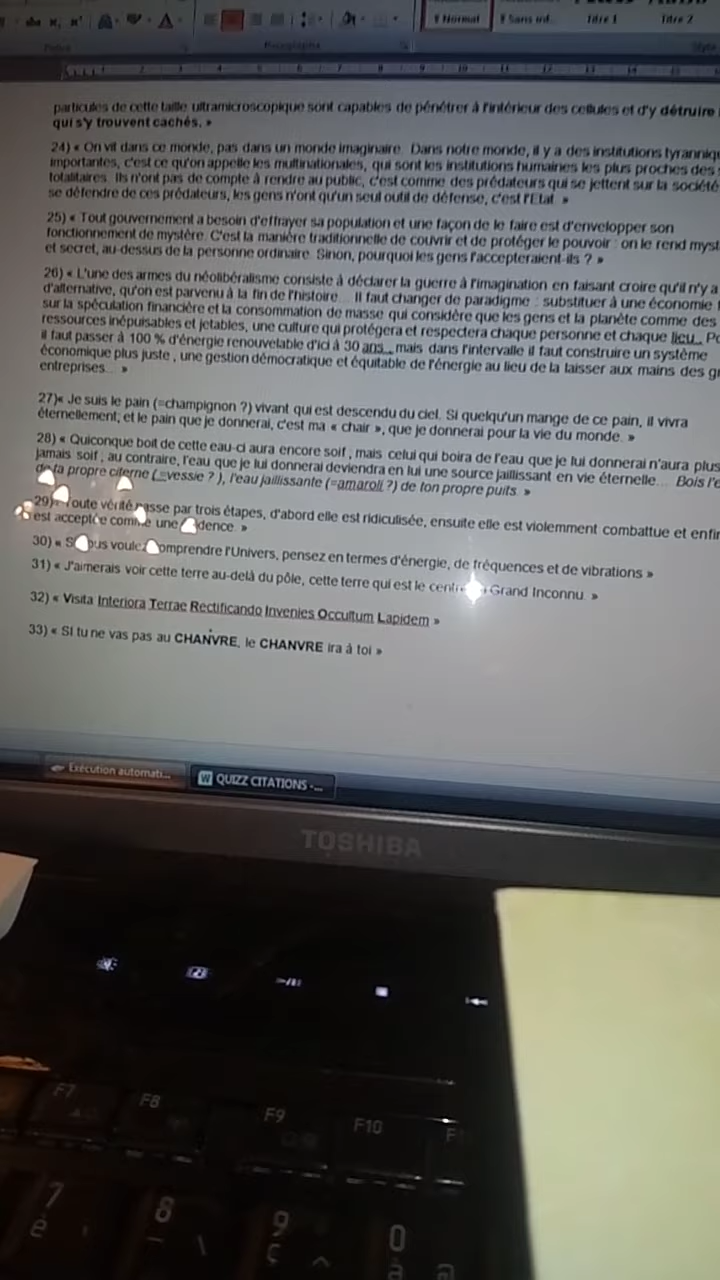 abc x, x²
Normal
Sans int
Titre 1
Titre 2
Police
Paragraphe
Style
particules de cette taille ultramicroscopique sont capables de pénétrer à l'intérieur des cellules et d'y détruire
qui s'y trouvent cachés. »
24) « On vit dans ce monde, pas dans un monde imaginaire. Dans notre monde, il y a des institutions tyranniq
importantes, c'est ce qu'on appelle les multinationales, qui sont les institutions humaines les plus proches des
totalitaires. Ils n'ont pas de compte à rendre au public, c'est comme des prédateurs qui se jettent sur la société
se défendre de ces prédateurs, les gens n'ont qu'un seul outil de défense, c'est l'Etat. »
25) « Tout gouvernement a besoin d'effrayer sa population et une façon de le faire est d'envelopper son
fonctionnement de mystère. C'est la manière traditionnelle de couvrir et de protéger le pouvoir : on le rend myst
et secret, au-dessus de la personne ordinaire. Sinon, pourquoi les gens l'accepteraient-ils ? »
26) « L'une des armes du néolibéralisme consiste à déclarer la guerre à l'imagination en faisant croire qu'il n'y a
d'alternative, qu'on est parvenu à la fin de l'histoire... Il faut changer de paradigme : substituer à une économie
sur la spéculation financière et la consommation de masse qui considère que les gens et la planète comme des
ressources inépuisables et jetables, une culture qui protégera et respectera chaque personne et chaque lieu... Po
il faut passer à 100 % d'énergie renouvelable d'ici à 30 ans... mais dans l'intervalle il faut construire un système
économique plus juste , une gestion démocratique et équitable de l'énergie au lieu de la laisser aux mains des gr
entreprises... »
27)« Je suis le pain (=champignon ?) vivant qui est descendu du ciel. Si quelqu'un mange de ce pain, il vivra
éternellement; et le pain que je donnerai, c'est ma « chair », que je donnerai pour la vie du monde. »
28) « Quiconque boit de cette eau-ci aura encore soif ; mais celui qui boira de l'eau que je lui donnerai n'aura plus
jamais soif ; au contraire, l'eau que je lui donnerai deviendra en lui une source jaillissant en vie éternelle... Bois l'e
de ta propre citerne (=vessie ? ), l'eau jaillissante (=amaroli ?) de ton propre puits. »
29)« Toute vérité passe par trois étapes, d'abord elle est ridiculisée, ensuite elle est violemment combattue et enfin
est acceptée comme une dence. »
30) « S ous voulez comprendre l'Univers, pensez en termes d'énergie, de fréquences et de vibrations »
31) « J'aimerais voir cette terre au-delà du pôle, cette terre qui est le centre Grand Inconnu. »
32) « Visita Interiora Terrae Rectificando Invenies Occultum Lapidem »
33) « Si tu ne vas pas au CHANVRE, le CHANVRE ira à toi »
Exécution automati...
QUIZZ CITATIONS -...
TOSHIBA
F7
F8
F9
F10
F
7
8
9
0
è
_
\
ç
^
à